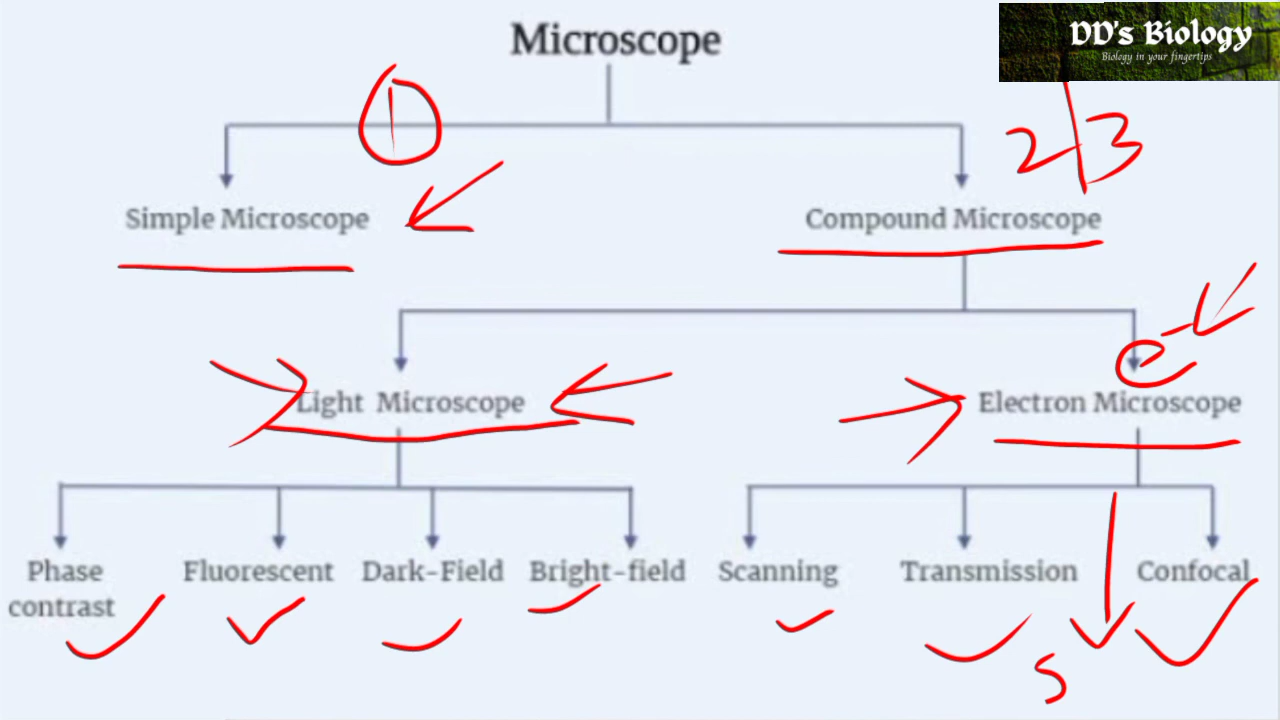 Microscope
DD's Biology
Biology in your fingertips
1
2/3
Simple Microscope
Compound Microscope
e-
Light Microscope
Electron Microscope
Phase contrast
Fluorescent
Dark-Field
Bright-field
Scanning
Transmission
Confocal
S